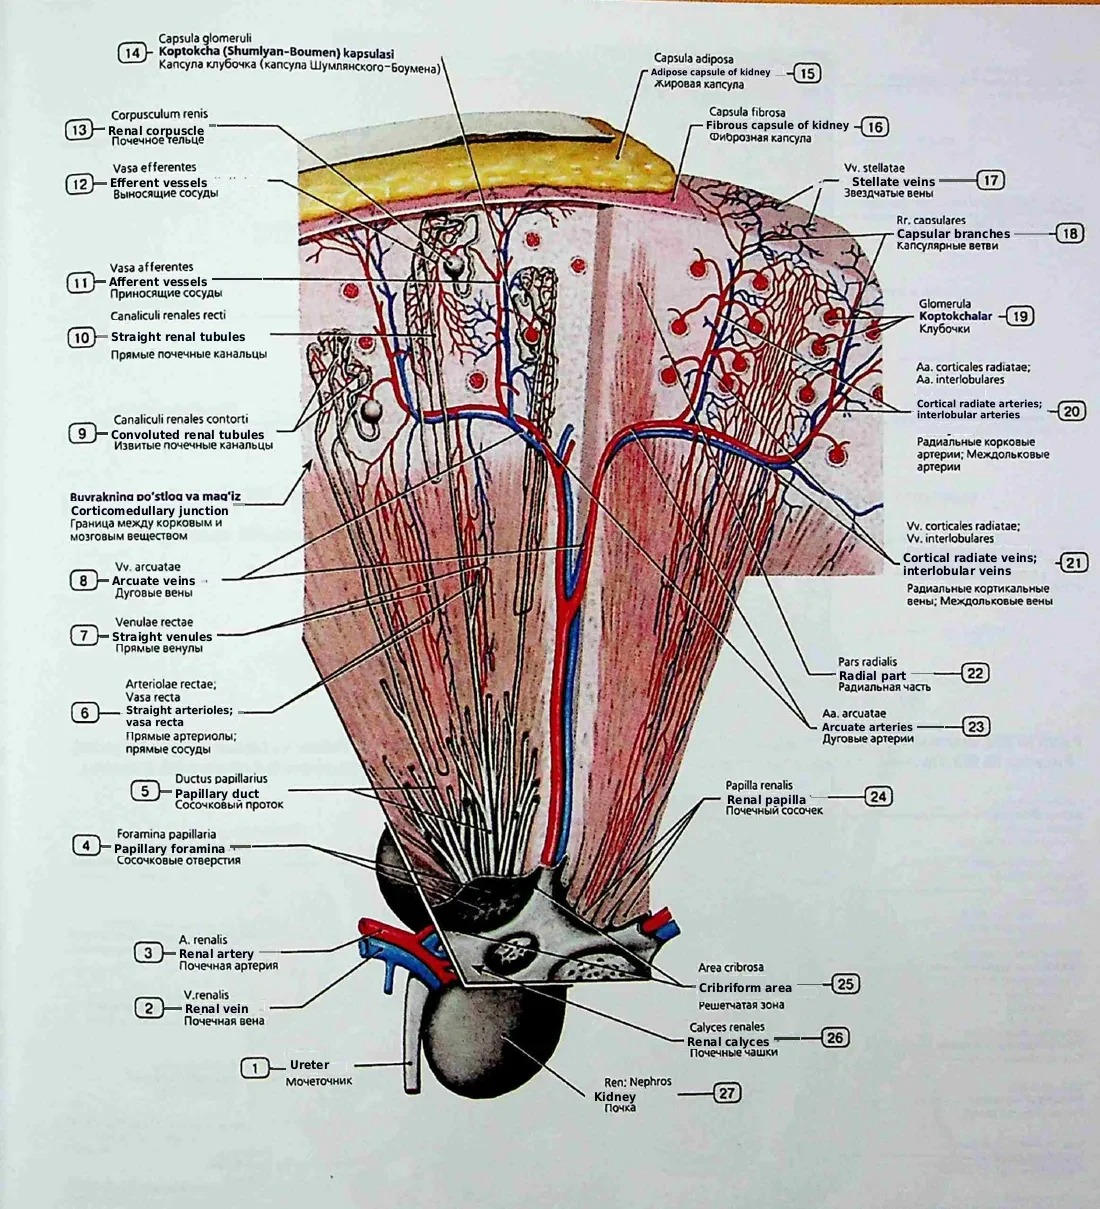 Capsula glomeruli
14 Koptokcha (Shumlyan-Boumen) kapsulasi
Капсула клубочка (капсула Шумлянского-Боумена)
Corpusculum renis
13 Renal corpuscle
Почечное тельце
Vasa efferentes
12 Efferent vessels
Выносящие сосуды
Vasa afferentes
11 Afferent vessels
Приносящие сосуды
Canaliculi renales recti
10 Straight renal tubules
Прямые почечные канальцы
Canaliculi renales contorti
9 Convoluted renal tubules
Извитые почечные канальцы
Buyrakning po'stloq va mag'iz
Corticomedullary junction
Граница между корковым и
мозговым веществом
Vv. arcuatae
8 Arcuate veins
Дуговые вены
Venulae rectae
7 Straight venules
Прямые венулы
Arteriolae rectae;
Vasa recta
6 Straight arterioles;
vasa recta
Прямые артериолы;
прямые сосуды
Ductus papillarius
5 Papillary duct
Сосочковый проток
Foramina papillaria
4 Papillary foramina
Сосочковые отверстия
A. renalis
3 Renal artery
Почечная артерия
V.renalis
2 Renal vein
Почечная вена
1 Ureter
Мочеточник
Capsula adiposa
Adipose capsule of kidney 15
Жировая капсула
Capsula fibrosa
Fibrous capsule of kidney 16
Фиброзная капсула
Vv. stellatae
Stellate veins 17
Звездчатые вены
Rr. capsulares
Capsular branches 18
Капсулярные ветви
Glomerula
Koptokchalar 19
Клубочки
Aa. corticales radiatae;
Aa. interlobulares
Cortical radiate arteries;
interlobular arteries 20
Радиальные корковые
артерии; Междольковые
артерии
Vv. corticales radiatae;
Vv. interlobulares
Cortical radiate veins; 21
interlobular veins
Радиальные кортикальные
вены; Междольковые вены
Pars radialis
Radial part 22
Радиальная часть
Aa. arcuatae
Arcuate arteries 23
Дуговые артерии
Papilla renalis
Renal papilla 24
Почечный сосочек
Area cribrosa
Cribriform area 25
Решетчатая зона
Calyces renales
Renal calyces 26
Почечные чашки
Ren; Nephros
Kidney 27
Почка